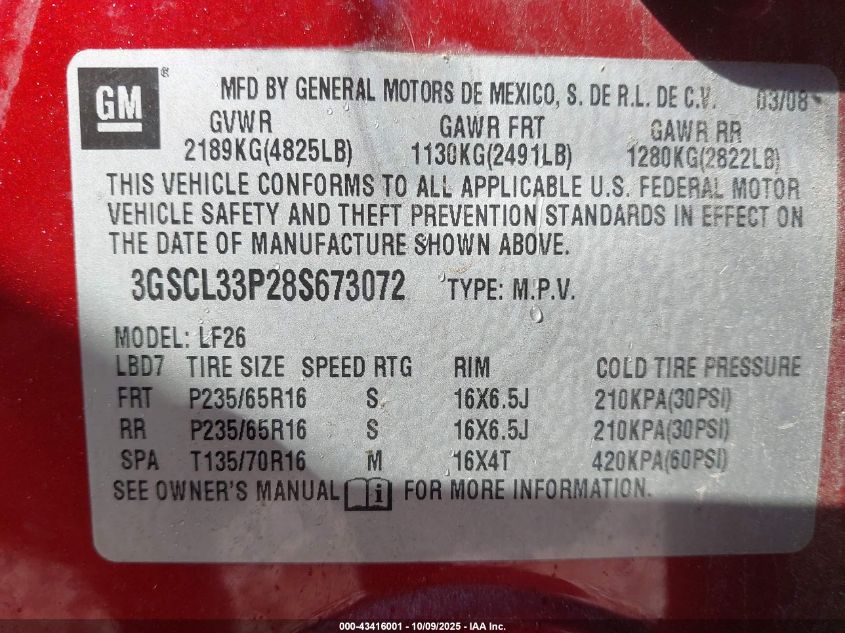 GM ®
MFD BY GENERAL MOTORS DE MEXICO, S. DE R.L. DE C.V. 03/08
GVWR GAWR FRT GAWR RR
2189KG(4825LB) 1130KG(2491LB) 1280KG(2822LB)
THIS VEHICLE CONFORMS TO ALL APPLICABLE U.S. FEDERAL MOTOR
VEHICLE SAFETY AND THEFT PREVENTION STANDARDS IN EFFECT ON
THE DATE OF MANUFACTURE SHOWN ABOVE.
3GSCL33P28S673072 TYPE: M.P.V.
MODEL: LF26
LBD7 TIRE SIZE SPEED RTG RIM COLD TIRE PRESSURE
FRT P235/65R16 S 16X6.5J 210KPA(30PSI)
RR P235/65R16 S 16X6.5J 210KPA(30PSI)
SPA T135/70R16 M 16X4T 420KPA(60PSI)
SEE OWNER'S MANUAL i FOR MORE INFORMATION.
000-43416001 - 10/09/2025 - IAA Inc.